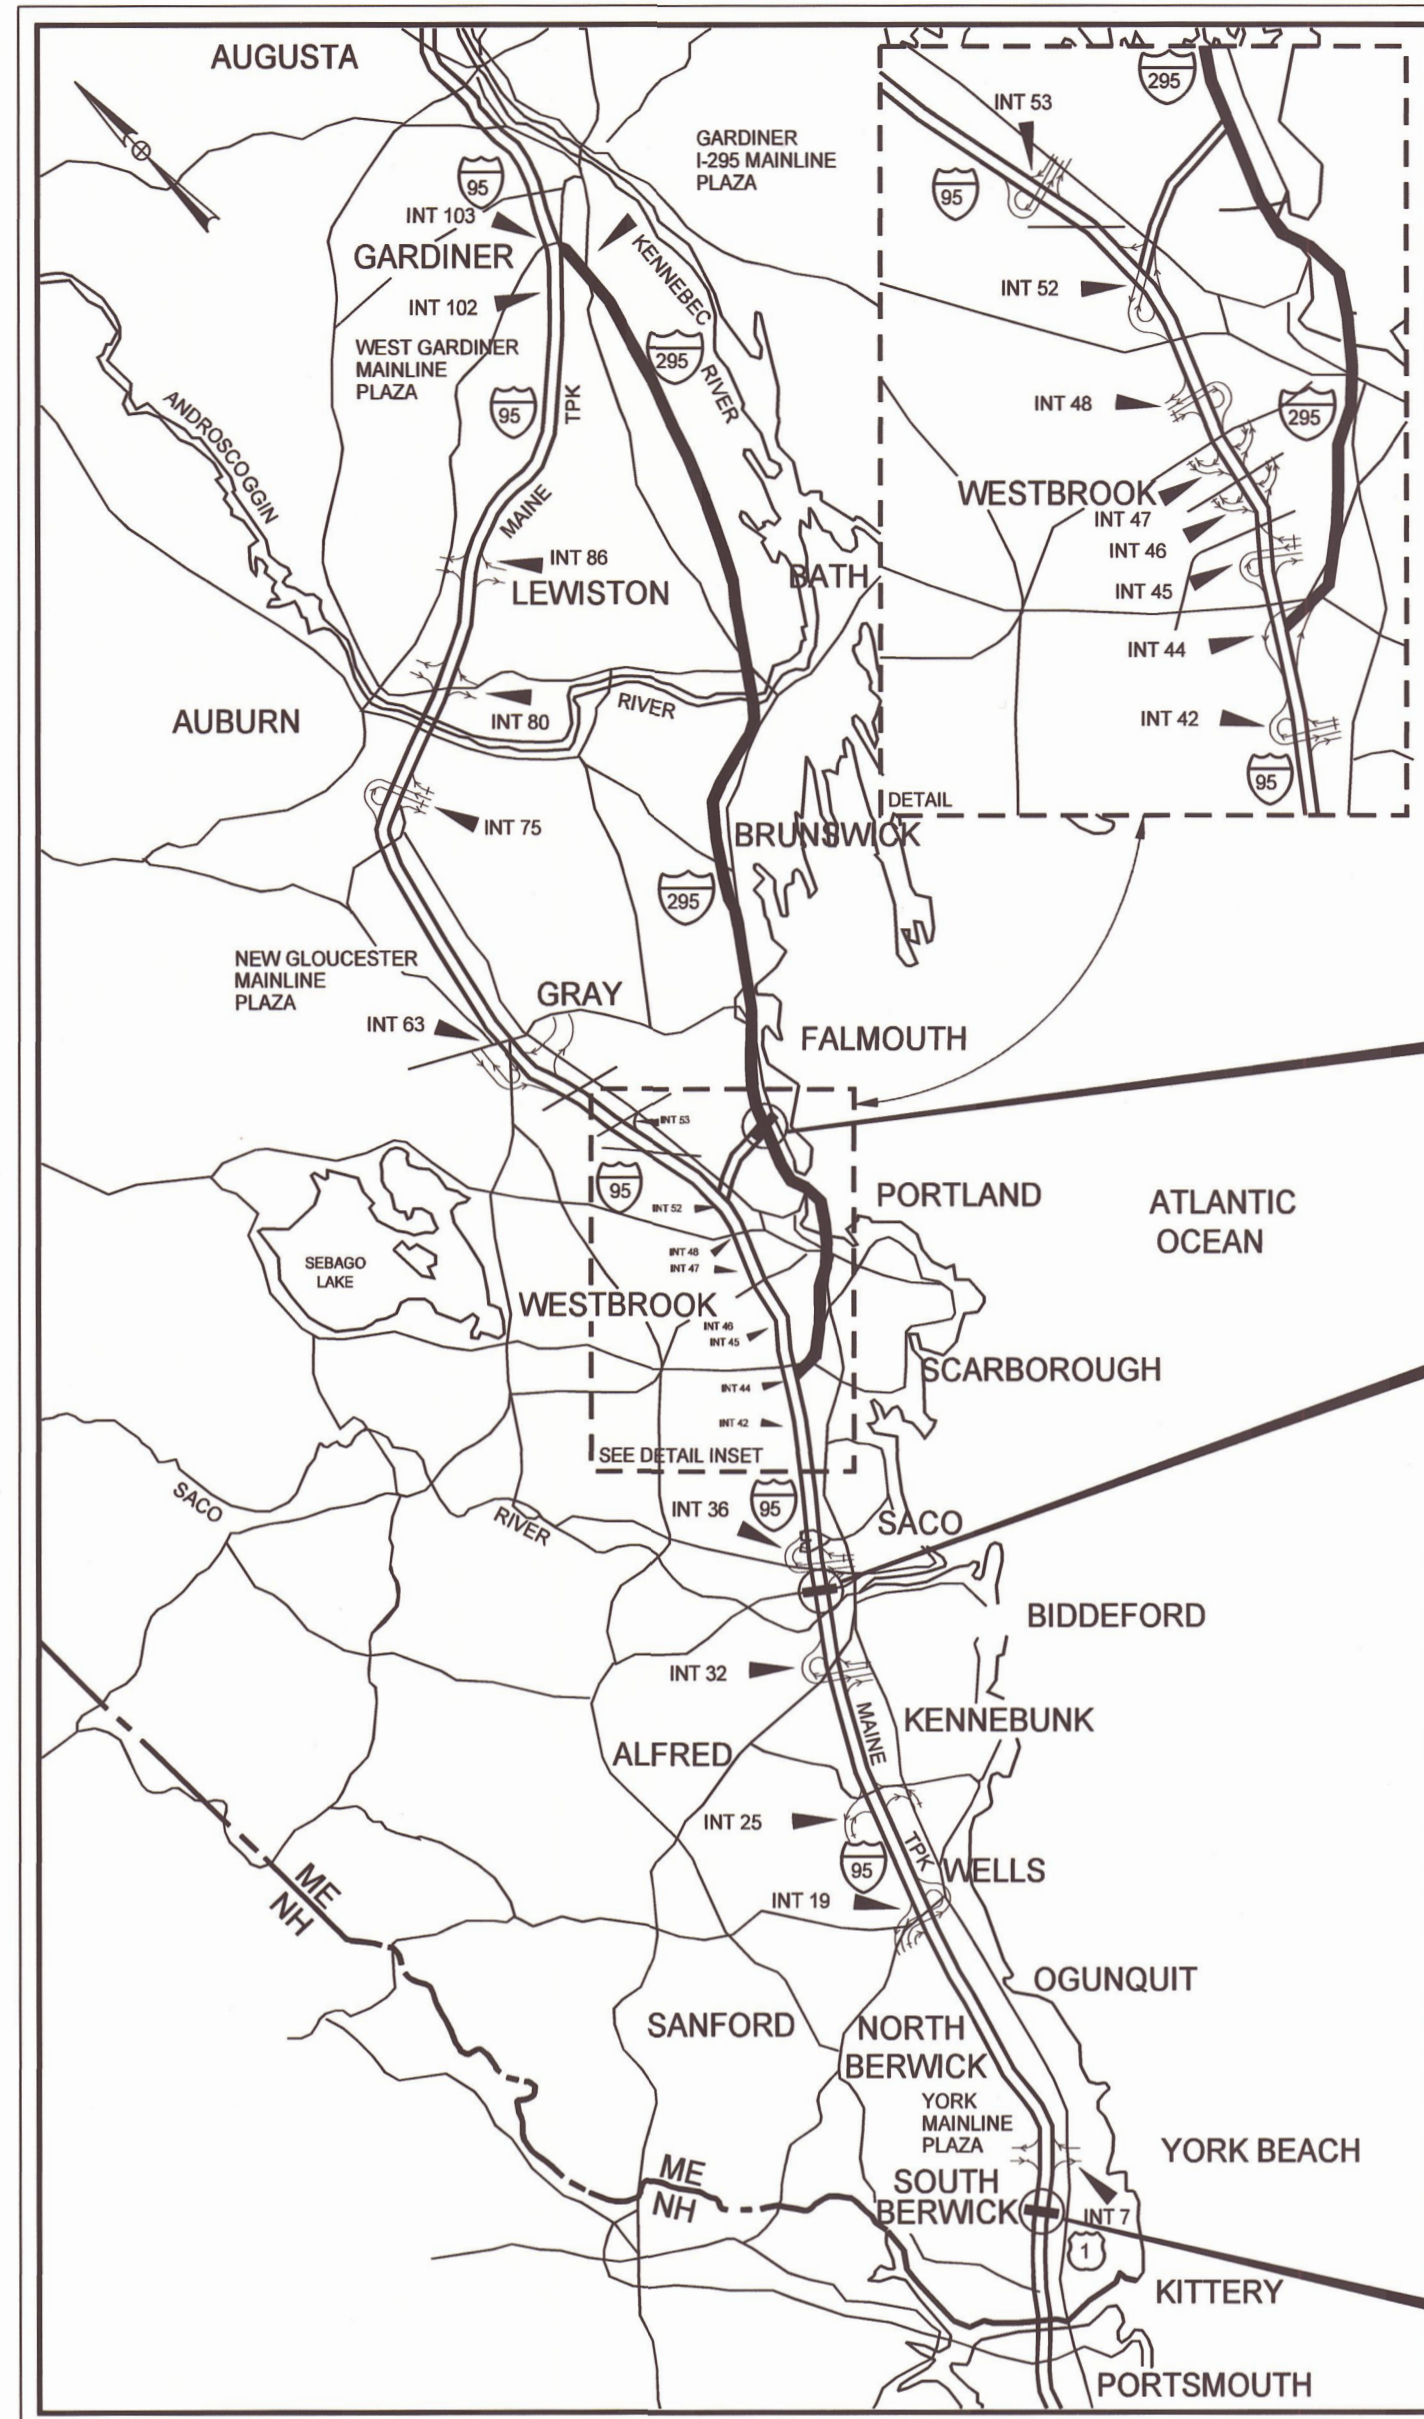 AUGUSTA
295
INT 53
GARDINER
I-295 MAINLINE
PLAZA
95
95
INT 103
GARDINER
KENNEBEC
RIVER
INT 102
INT 52
WEST GARDINER
MAINLINE
PLAZA
295
95
TPK
INT 48
295
ANDROSCOGGIN
RIVER
MAINE
WESTBROOK
INT 47
INT 46
INT 45
INT 44
INT 42
95
DETAIL
INT 86
LEWISTON
BATH
AUBURN
INT 80
INT 75
BRUNSWICK
295
NEW GLOUCESTER
MAINLINE
PLAZA
GRAY
INT 63
FALMOUTH
INT 53
95
INT 52
PORTLAND
ATLANTIC
OCEAN
INT 48
INT 47
SEBAGO
LAKE
WESTBROOK
INT 46
INT 45
SCARBOROUGH
INT 44
INT 42
SEE DETAIL INSET
SACO
RIVER
INT 36
95
SACO
BIDDEFORD
INT 32
MAINE
KENNEBUNK
ALFRED
INT 25
TPK
95
WELLS
INT 19
ME
NH
OGUNQUIT
SANFORD
NORTH
BERWICK
YORK
MAINLINE
PLAZA
YORK BEACH
ME
NH
SOUTH
BERWICK
INT 7
1
KITTERY
PORTSMOUTH